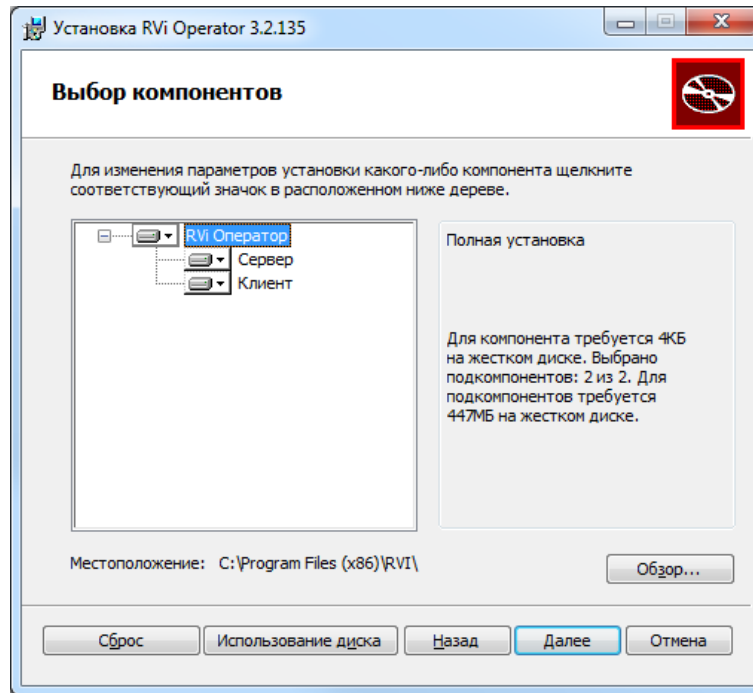 Установка RVi Operator 3.2.135
Выбор компонентов
Для изменения параметров установки какого-либо компонента щелкните
соответствующий значок в расположенном ниже дереве.
RVi Оператор
Сервер
Клиент
Полная установка
Для компонента требуется 4КБ
на жестком диске. Выбрано
подкомпонентов: 2 из 2. Для
подкомпонентов требуется
447МБ на жестком диске.
Местоположение: C:\Program Files (x86)\RVI\
Обзор...
Сброс
Использование диска
Назад
Далее
Отмена